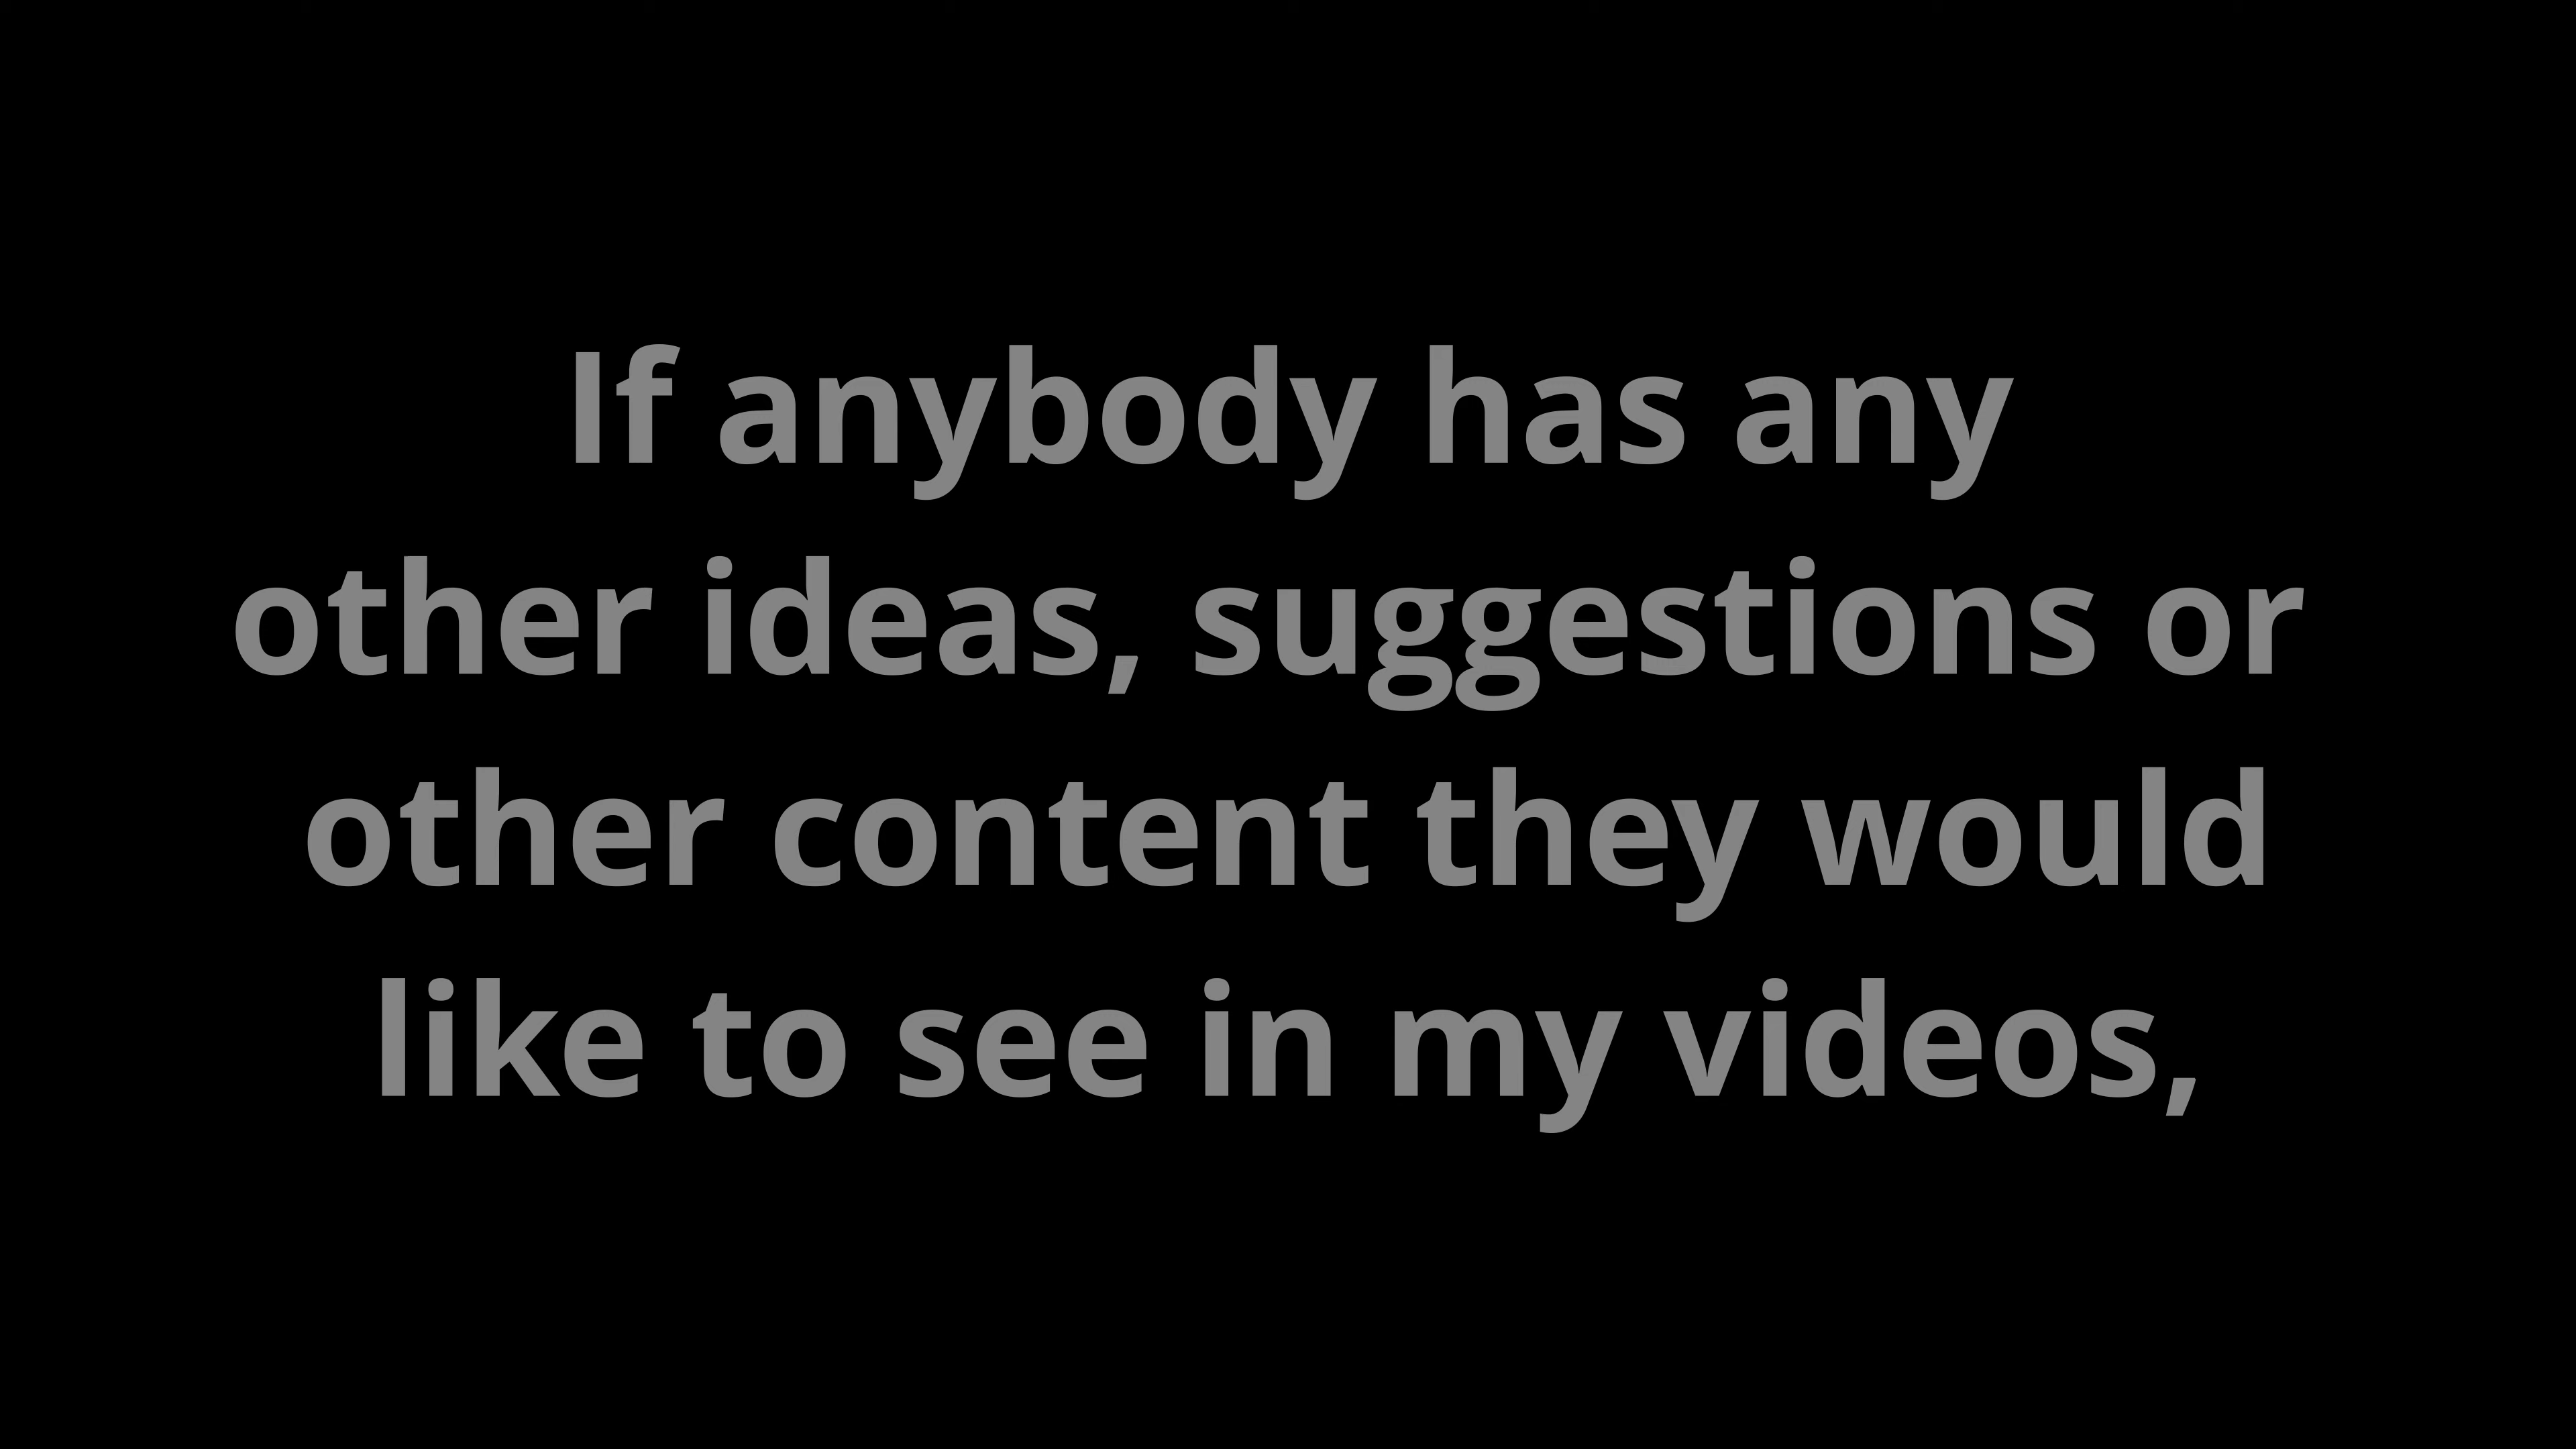 If anybody has any
other ideas, suggestions or
other content they would
like to see in my videos,